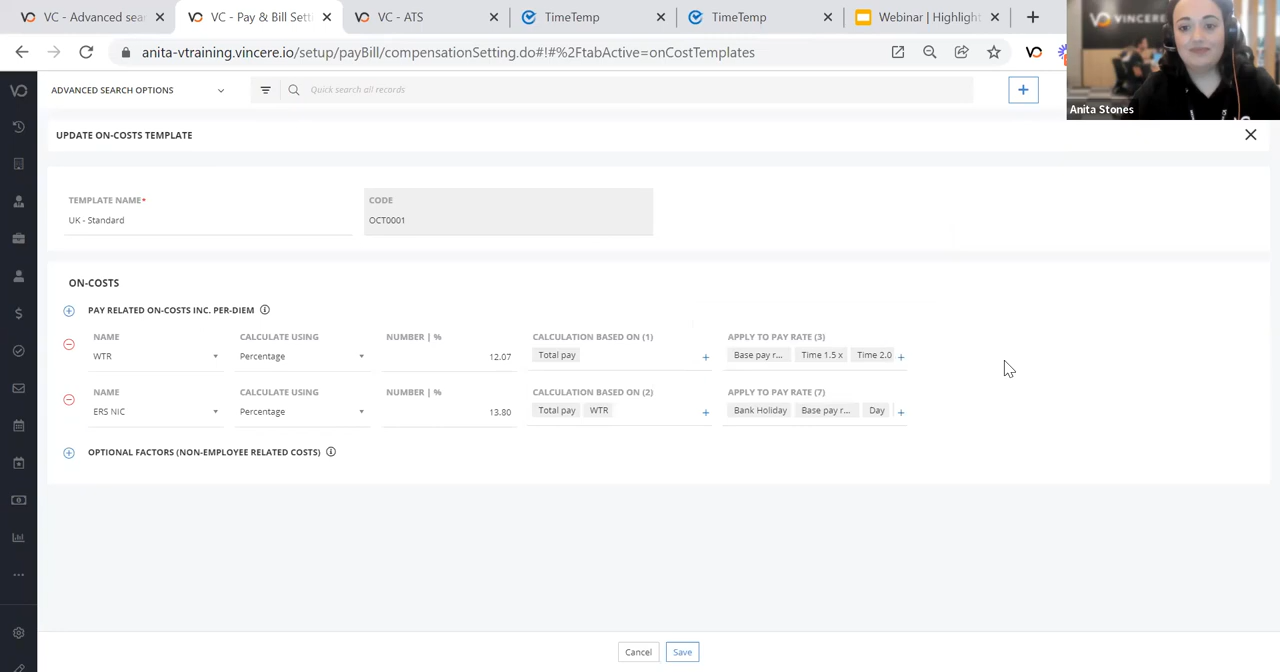 VC - Advanced sea
VC - Pay & Bill Setti
VC - ATS
TimeTemp
TimeTemp
Webinar | Highlight
anita-vtraining.vincere.io/setup/payBill/compensationSetting.do#!#%2FtabActive=onCostTemplates
VINCERE
Anita Stones
ADVANCED SEARCH OPTIONS
Quick search all records
UPDATE ON-COSTS TEMPLATE
TEMPLATE NAME*
CODE
UK - Standard
OCT0001
ON-COSTS
PAY RELATED ON-COSTS INC. PER-DIEM
NAME CALCULATE USING NUMBER | % CALCULATION BASED ON (1) APPLY TO PAY RATE (3)
WTR Percentage 12.07 Total pay Base pay r... Time 1.5 x Time 2.0
NAME CALCULATE USING NUMBER | % CALCULATION BASED ON (2) APPLY TO PAY RATE (7)
ERS NIC Percentage 13.80 Total pay WTR Bank Holiday Base pay r... Day
OPTIONAL FACTORS (NON-EMPLOYEE RELATED COSTS)
Cancel Save